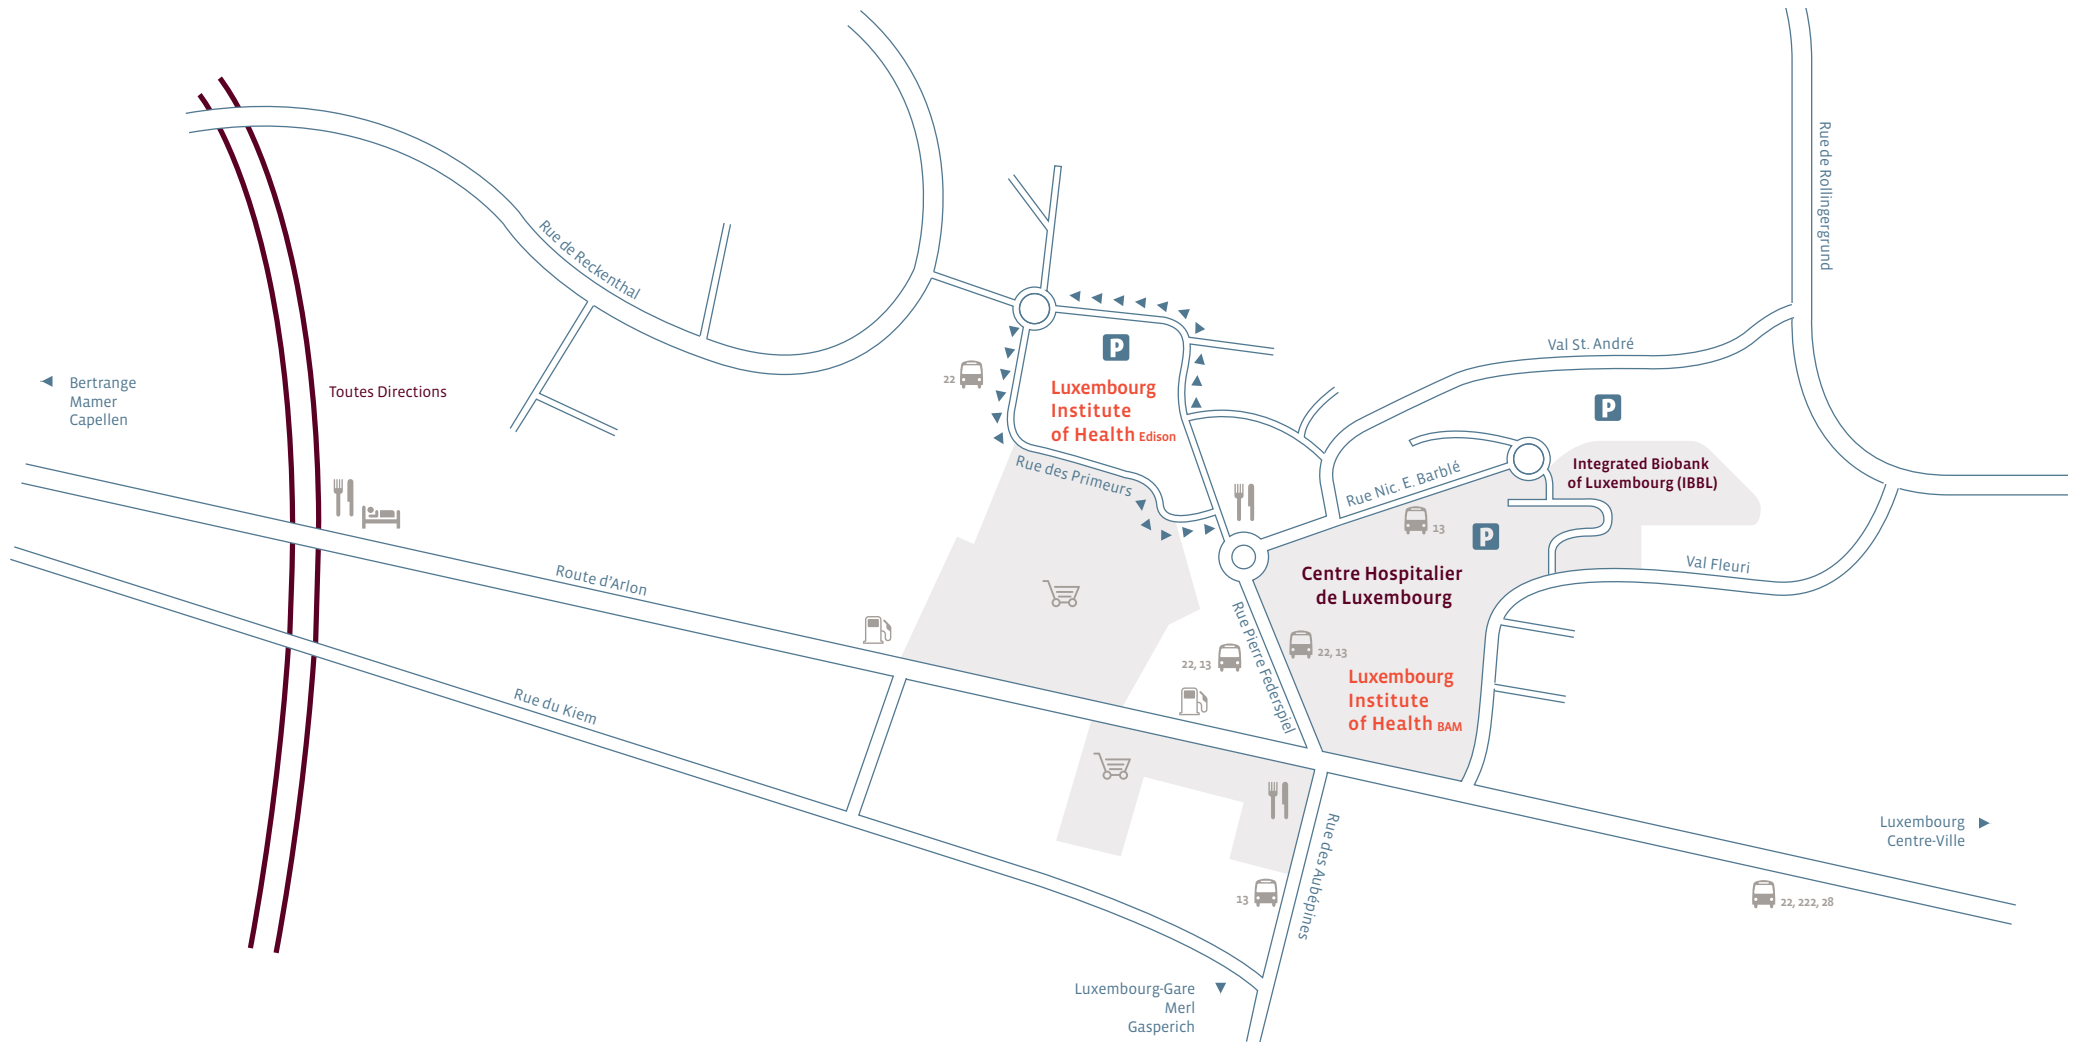 Rue de Rollingergrund
Rue de Reckenthal
Val St. André
P
22
Bertrange
Mamer
Capellen
Toutes Directions
Luxembourg
Institute
of Health Edison
P
Rue des Primeurs
Rue Nic. E. Barblé
Integrated Biobank
of Luxembourg (IBBL)
13
P
Val Fleuri
Route d'Arlon
Centre Hospitalier
de Luxembourg
Rue Pierre Federspiel
22, 13
22, 13
Luxembourg
Institute
of Health BAM
Rue du Kiem
Rue des Aubépines
Luxembourg
Centre-Ville
13
22, 222, 28
Luxembourg-Gare
Merl
Gasperich